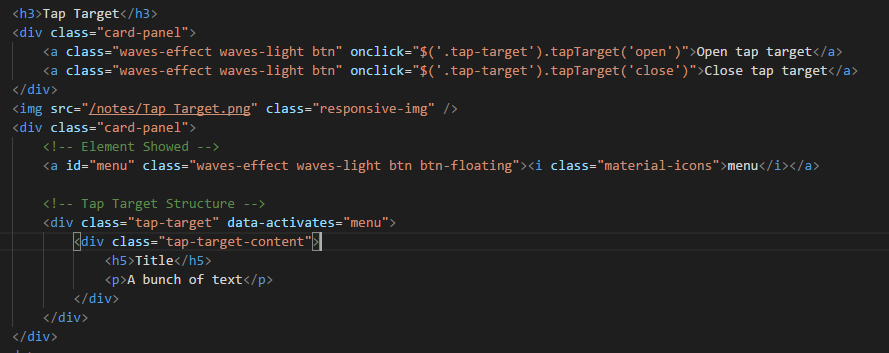 <h3>Tap Target</h3>
<div class="card-panel">
    <a class="waves-effect waves-light btn" onclick="$('.tap-target').tapTarget('open')">Open tap target</a>
    <a class="waves-effect waves-light btn" onclick="$('.tap-target').tapTarget('close')">Close tap target</a>
</div>
<img src="/notes/Tap Target.png" class="responsive-img" />
<div class="card-panel">
    <!-- Element Showed -->
    <a id="menu" class="waves-effect waves-light btn btn-floating"><i class="material-icons">menu</i></a>

    <!-- Tap Target Structure -->
    <div class="tap-target" data-activates="menu">
        <div class="tap-target-content">
            <h5>Title</h5>
            <p>A bunch of text</p>
        </div>
    </div>
</div>